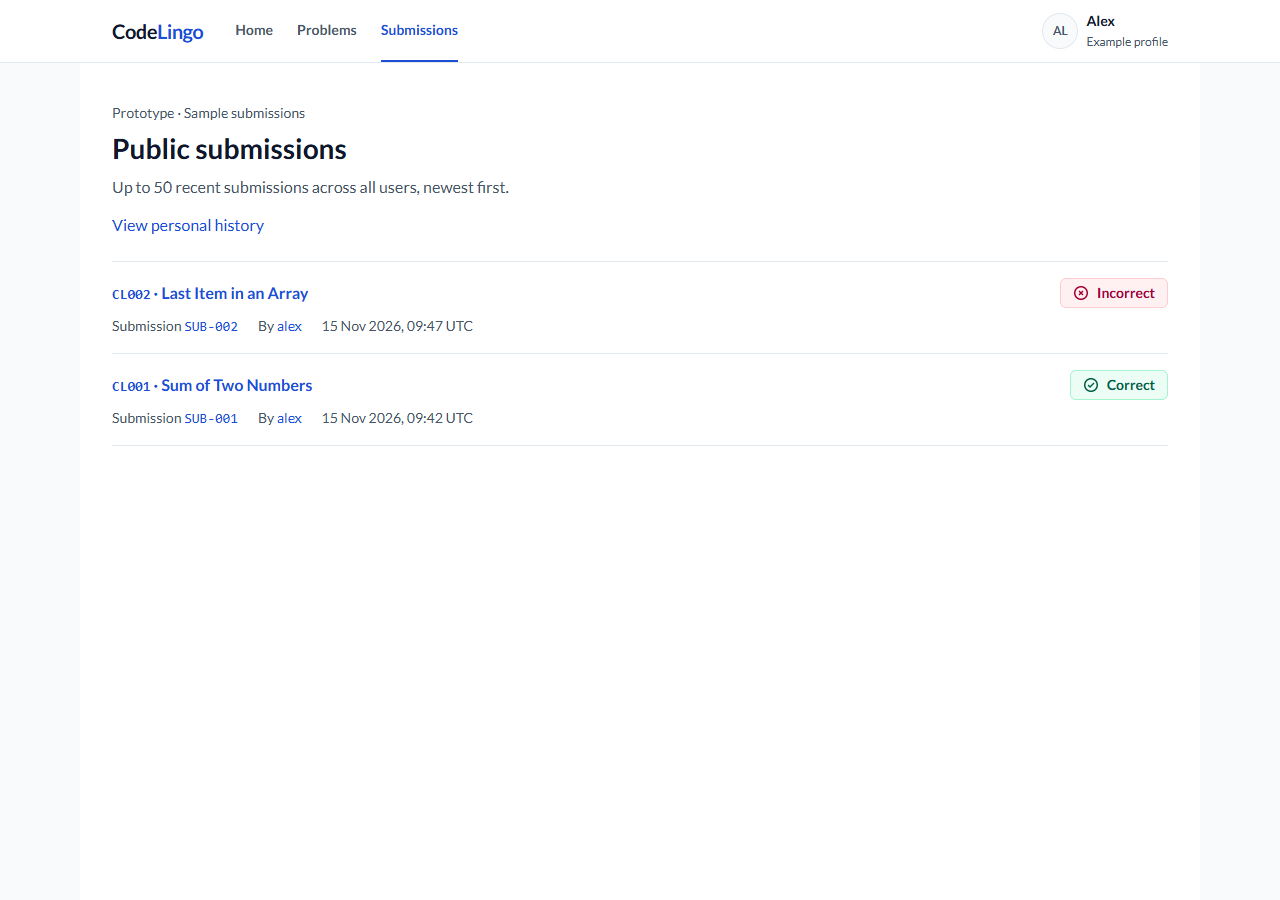 CodeLingo Home Problems Submissions AL Alex
Example profile
Prototype · Sample submissions
Public submissions
Up to 50 recent submissions across all users, newest first.
View personal history
CL002 · Last Item in an Array Incorrect
Submission SUB-002 By alex 15 Nov 2026, 09:47 UTC
CL001 · Sum of Two Numbers Correct
Submission SUB-001 By alex 15 Nov 2026, 09:42 UTC